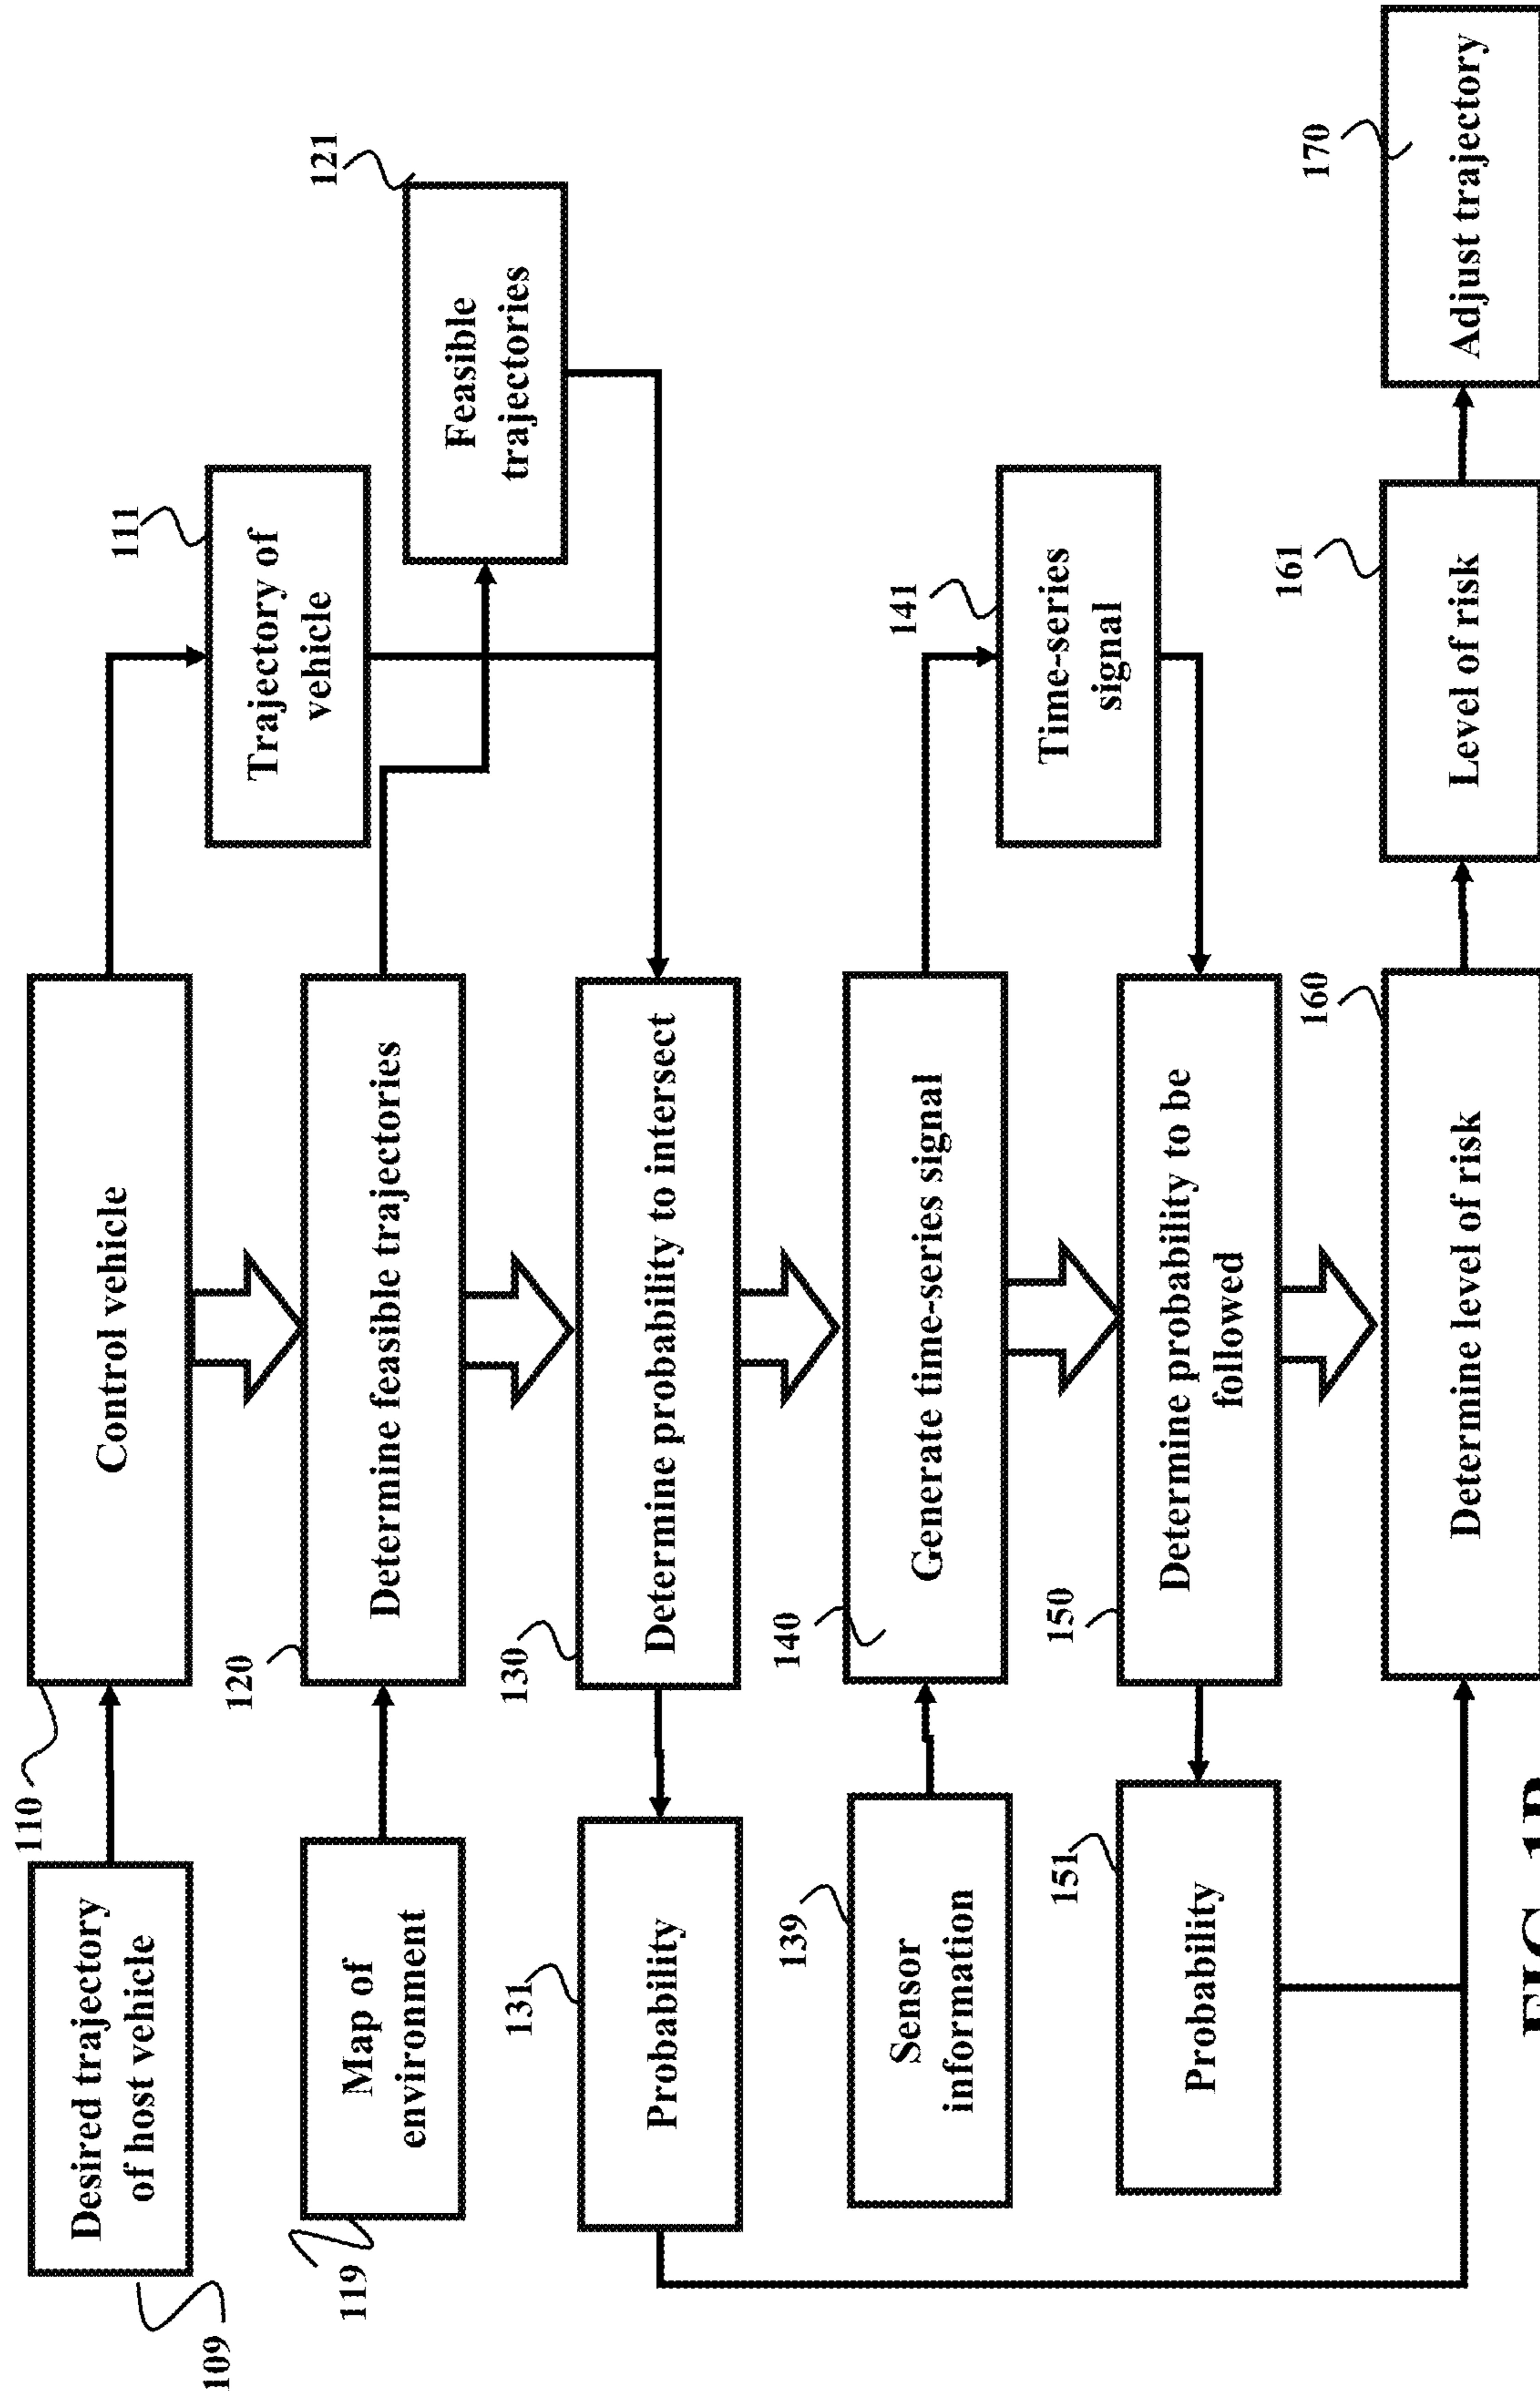 109
Desired trajectory
of host vehicle
110
Control vehicle
111
Trajectory of
vehicle
119
Map of
environment
120
Determine feasible trajectories
121
Feasible
trajectories
131
Probability
130
Determine probability to intersect
139
Sensor
information
140
Generate time-series signal
141
Time-series
signal
151
Probability
150
Determine probability to be
followed
160
Determine level of risk
161
Level of risk
170
Adjust trajectory
FIG.